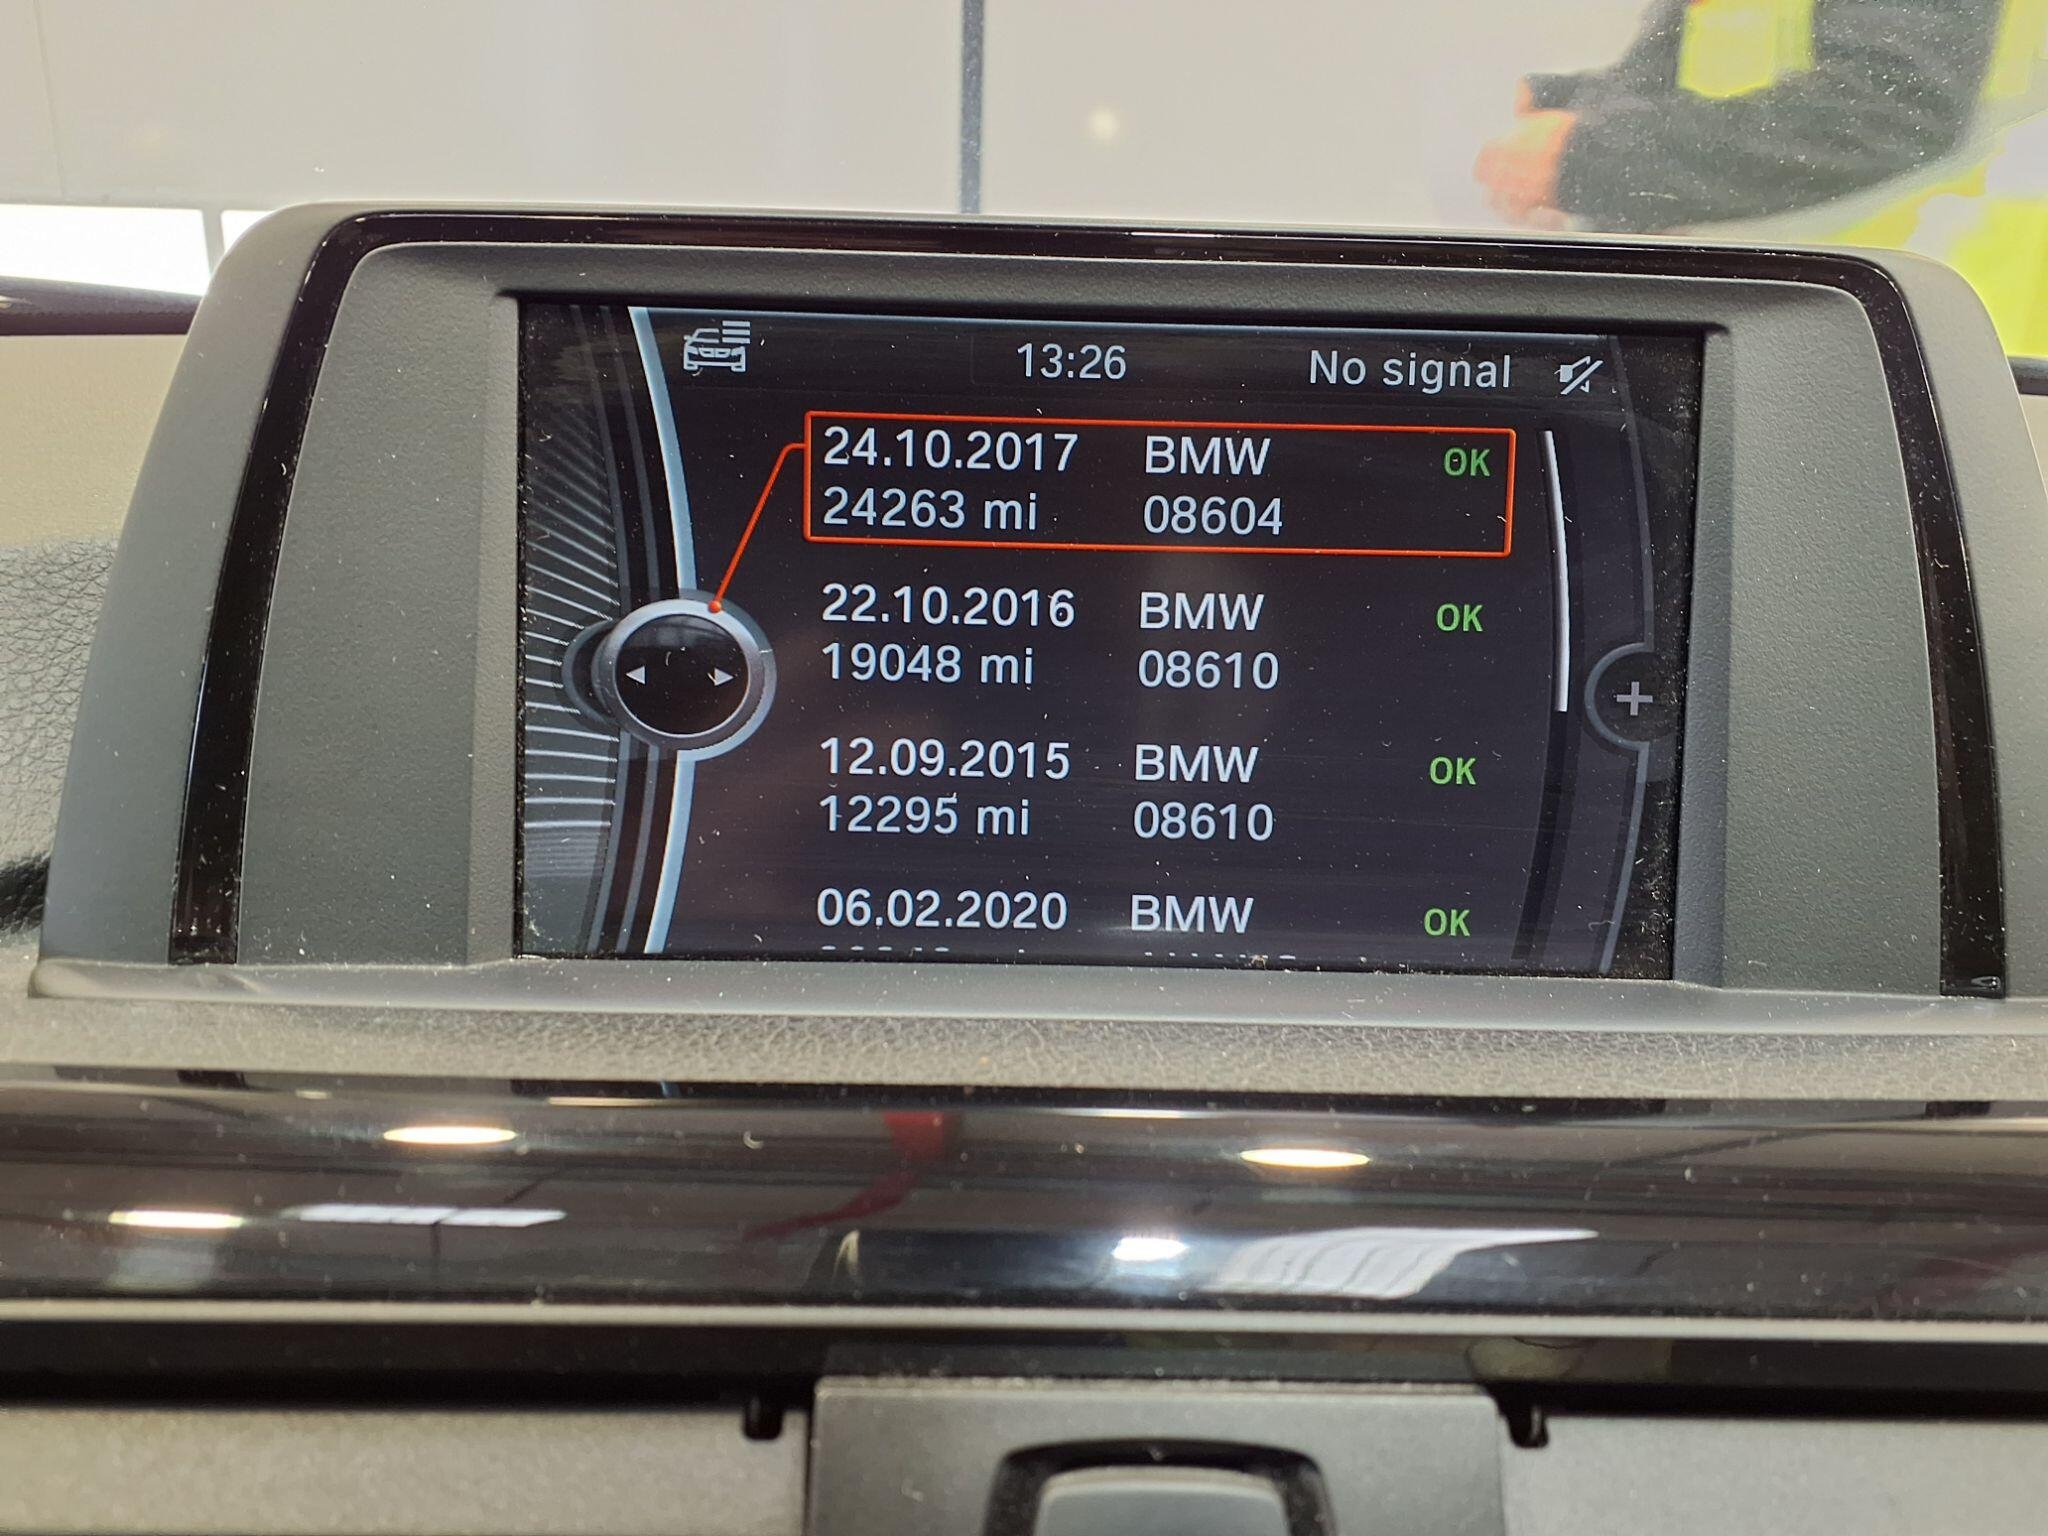 13:26 No signal
24.10.2017 BMW OK
24263 mi 08604
22.10.2016 BMW OK
19048 mi 08610
12.09.2015 BMW OK
12295 mi 08610
06.02.2020 BMW OK